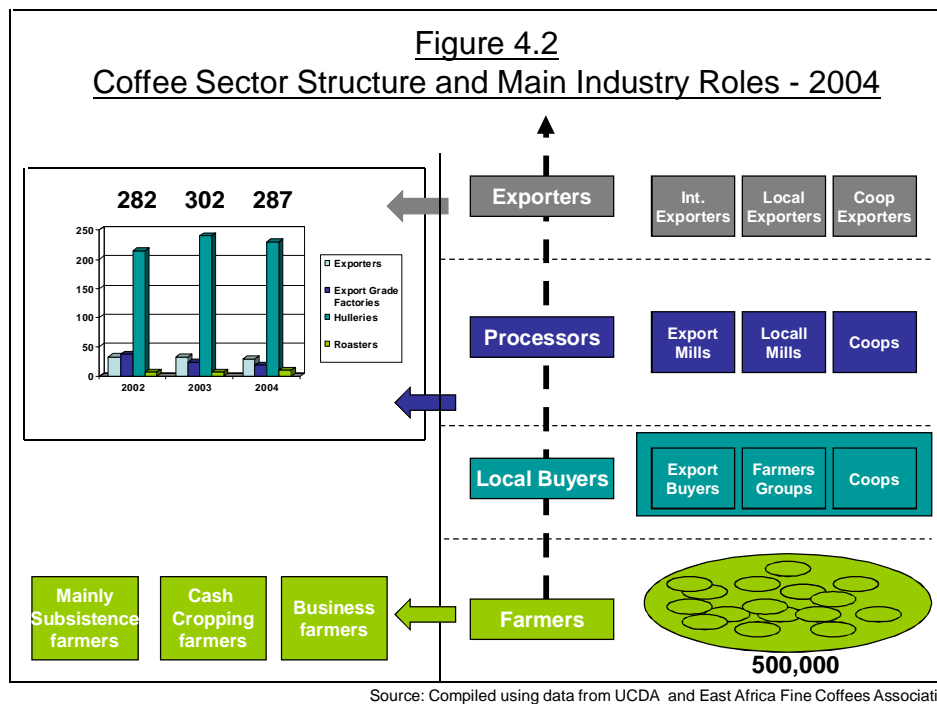 Figure 4.2
Coffee Sector Structure and Main Industry Roles - 2004
282 302 287
250
200
150
100
50
0
2002 2003 2004
Exporters
Export Grade
Factories
Hulleries
Roasters
Exporters
Int.
Exporters
Local
Exporters
Coop
Exporters
Processors
Export
Mills
Locall
Mills
Coops
Local Buyers
Export
Buyers
Farmers
Groups
Coops
Mainly
Subsistence
farmers
Cash
Cropping
farmers
Business
farmers
Farmers
500,000
Source: Compiled using data from UCDA and East Africa Fine Coffees Associati